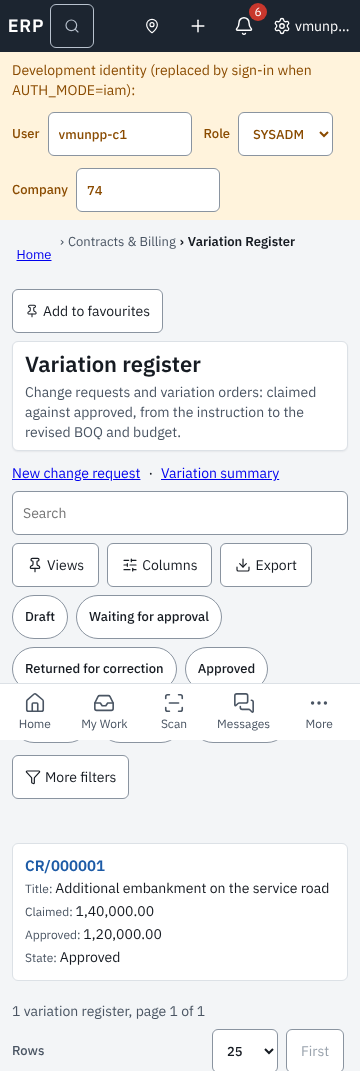 ERP
6
vmunp...
Development identity (replaced by sign-in when
AUTH_MODE=iam):
User vmunpp-c1 Role SYSADM
Company 74
Home › Contracts & Billing › Variation Register
Add to favourites
Variation register
Change requests and variation orders: claimed
against approved, from the instruction to the
revised BOQ and budget.
New change request · Variation summary
Search
Views Columns Export
Draft Waiting for approval
Returned for correction Approved
Home My Work Scan Messages More
More filters
CR/000001
Title: Additional embankment on the service road
Claimed: 1,40,000.00
Approved: 1,20,000.00
State: Approved
1 variation register, page 1 of 1
Rows 25 First